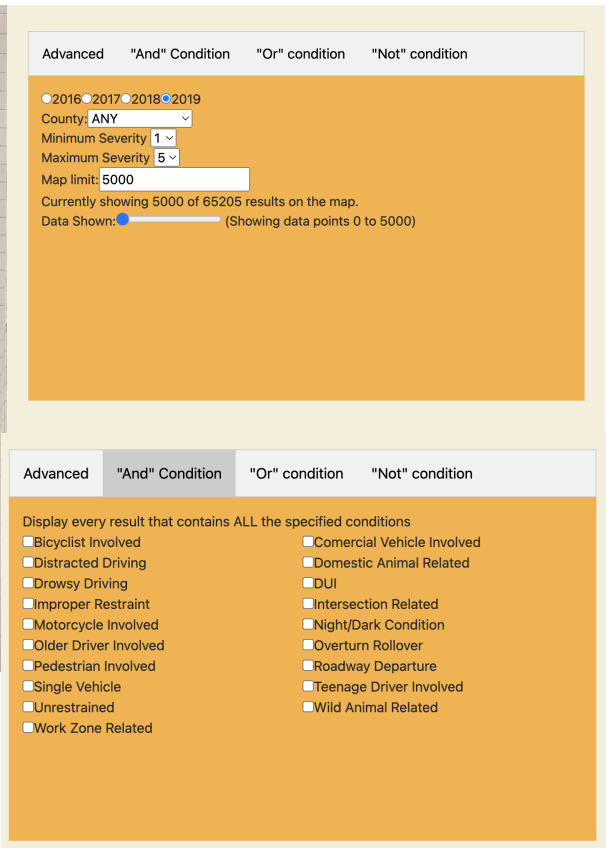 Advanced "And" Condition "Or" condition "Not" condition
2016 2017 2018 2019
County: ANY
Minimum Severity 1
Maximum Severity 5
Map limit: 5000
Currently showing 5000 of 65205 results on the map.
Data Shown: (Showing data points 0 to 5000)
Advanced "And" Condition "Or" condition "Not" condition
Display every result that contains ALL the specified conditions
Bicyclist Involved Comercial Vehicle Involved
Distracted Driving Domestic Animal Related
Drowsy Driving DUI
Improper Restraint Intersection Related
Motorcycle Involved Night/Dark Condition
Older Driver Involved Overturn Rollover
Pedestrian Involved Roadway Departure
Single Vehicle Teenage Driver Involved
Unrestrained Wild Animal Related
Work Zone Related